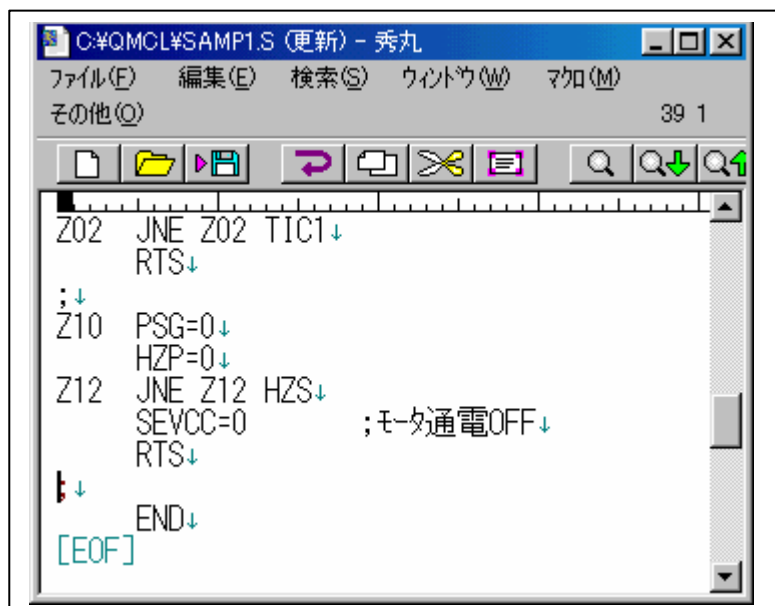 C:¥QMCL¥SAMP1.S (更新) - 秀丸
ﾌｧｲﾙ(F) 編集(E) 検索(S) ｳｨﾝﾄﾞｳ(W) ﾏｸﾛ(M)
その他(O) 39 1
Z02 JNE Z02 TIC1↓
RTS↓
;↓
Z10 PSG=0↓
HZP=0↓
Z12 JNE Z12 HZS↓
SEVCC=0 ;ﾓｰﾀ通電OFF↓
RTS↓
;↓
END↓
[EOF]